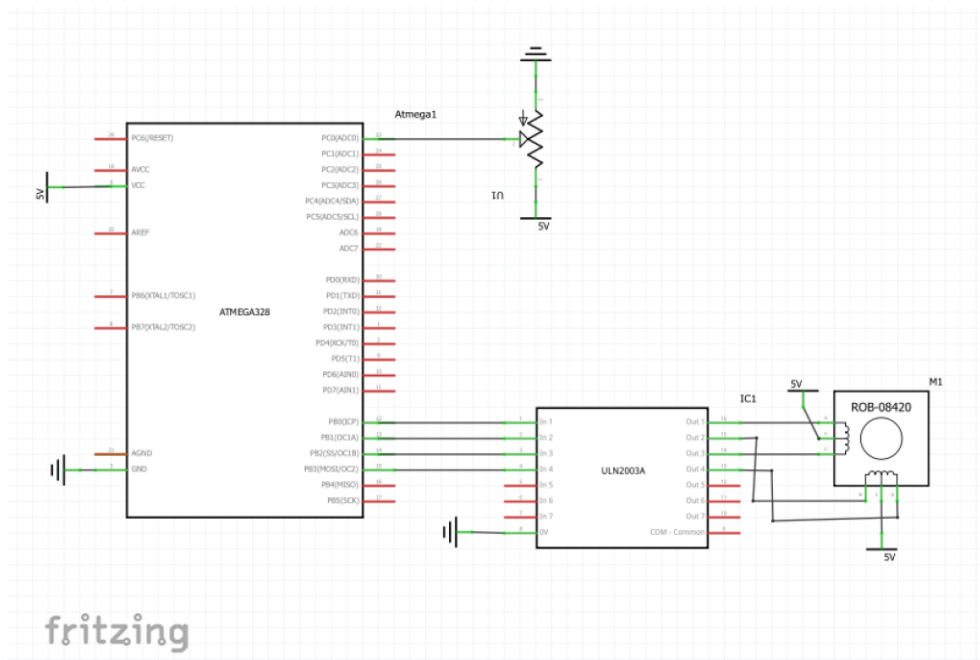 Atmega1
PC6(/RESET)
PC0(ADC0)
PC1(ADC1)
AVCC
PC2(ADC2)
5V
VCC
PC3(ADC3)
PC4(ADC4/SDA)
PC5(ADC5/SCL)
U1
AREF
ADC6
5V
ADC7
PD0(RXD)
PB6(XTAL1/TOSC1)
PD1(TXD)
ATMEGA328
PD2(INT0)
PB7(XTAL2/TOSC2)
PD3(INT1)
PD4(XCK/T0)
PD5(T1)
PD6(AIN0)
PD7(AIN1)
5V
M1
IC1
ROB-08420
PB0(ICP)
In 1
Out 1
PB1(OC1A)
In 2
Out 2
AGND
PB2(SS/OC1B)
In 3
Out 3
GND
PB3(MOSI/OC2)
In 4
ULN2003A
Out 4
PB4(MISO)
In 5
Out 5
PB5(SCK)
In 6
Out 6
In 7
Out 7
0V
COM - Common
5V
fritzing